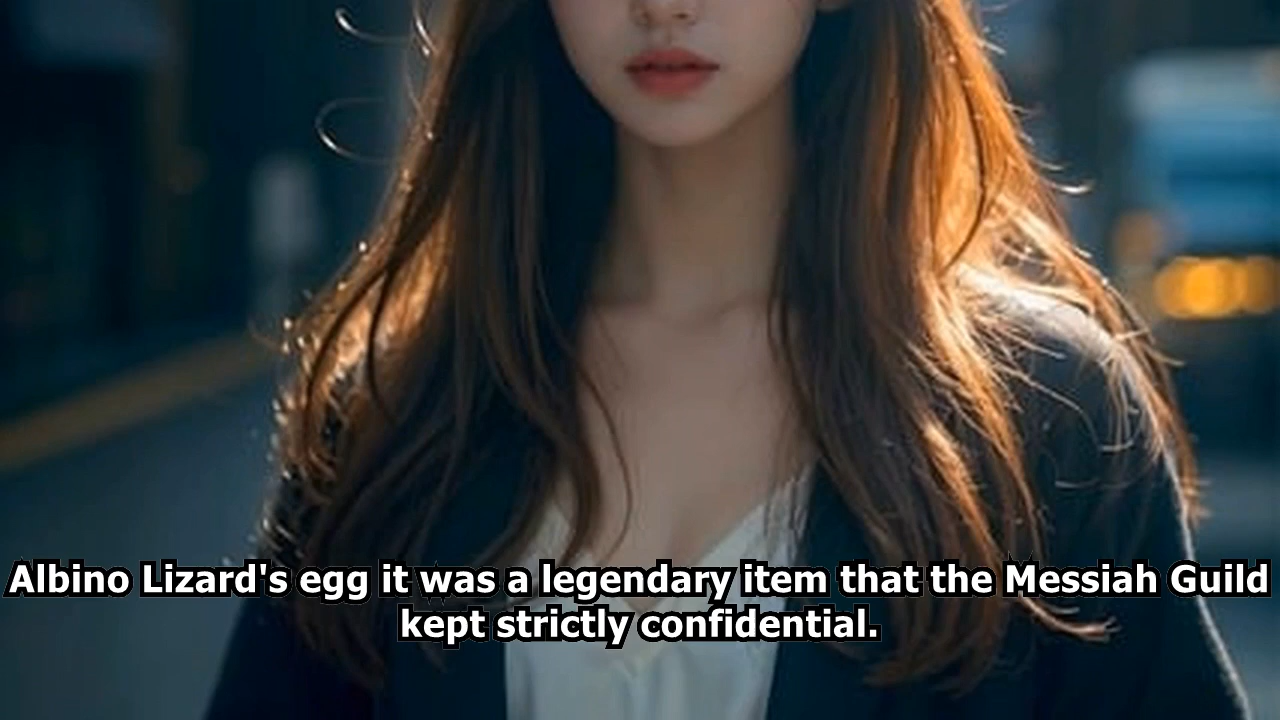 Albino Lizard's egg it was a legendary item that the Messiah Guild
kept strictly confidential.